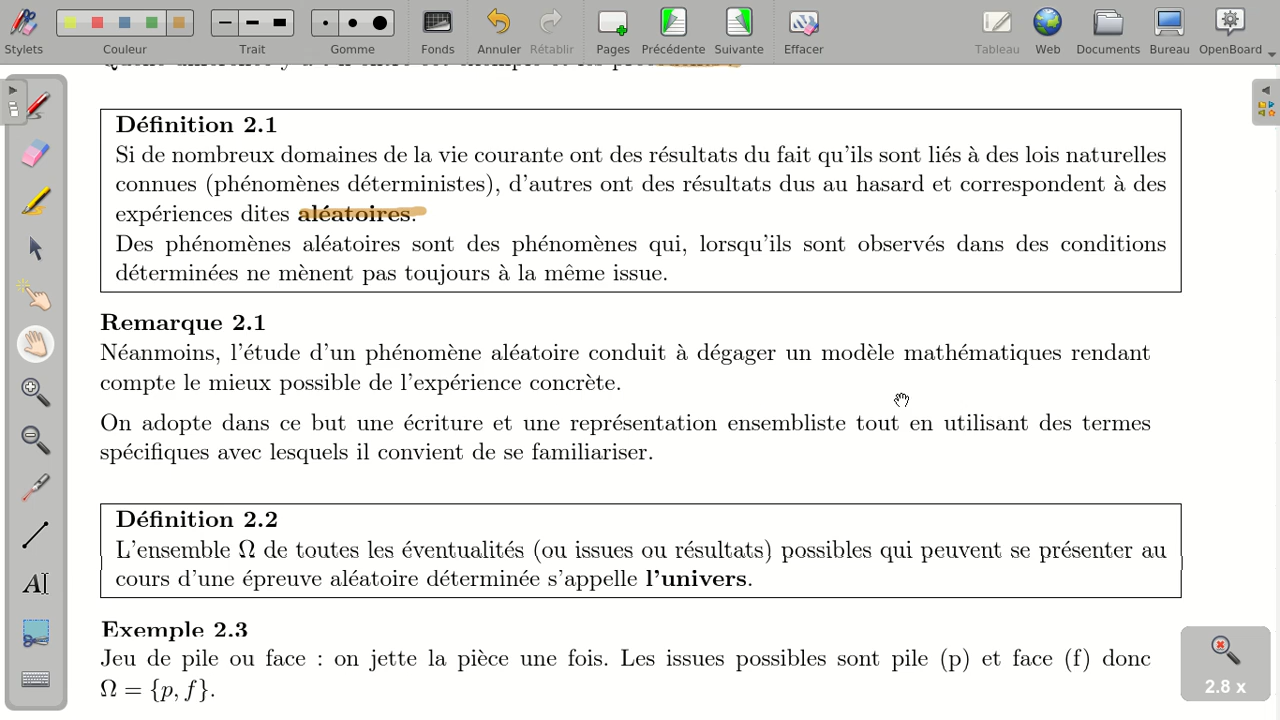 Stylets Couleur Trait Gomme Fonds Annuler Rétablir Pages Précédente Suivante Effacer Tableau Web Documents Bureau OpenBoard
Définition 2.1
Si de nombreux domaines de la vie courante ont des résultats du fait qu'ils sont liés à des lois naturelles
connues (phénomènes déterministes), d'autres ont des résultats dus au hasard et correspondent à des
expériences dites aléatoires.
Des phénomènes aléatoires sont des phénomènes qui, lorsqu'ils sont observés dans des conditions
déterminées ne mènent pas toujours à la même issue.
Remarque 2.1
Néanmoins, l'étude d'un phénomène aléatoire conduit à dégager un modèle mathématiques rendant
compte le mieux possible de l'expérience concrète.
On adopte dans ce but une écriture et une représentation ensembliste tout en utilisant des termes
spécifiques avec lesquels il convient de se familiariser.
Définition 2.2
L'ensemble Ω de toutes les éventualités (ou issues ou résultats) possibles qui peuvent se présenter au
cours d'une épreuve aléatoire déterminée s'appelle l'univers.
Exemple 2.3
Jeu de pile ou face : on jette la pièce une fois. Les issues possibles sont pile (p) et face (f) donc
Ω = {p, f}.
2.8 x